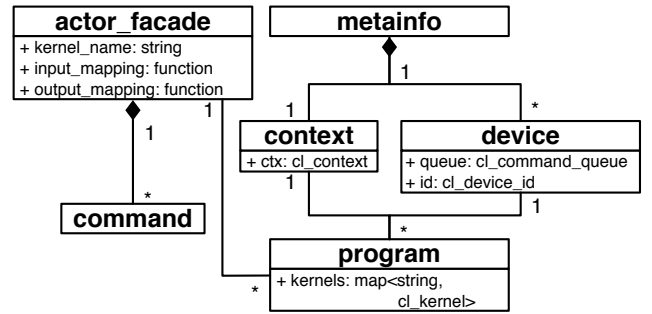 actor_facade
+ kernel_name: string
+ input_mapping: function
+ output_mapping: function
metainfo
1
1
1
1
*
context
+ ctx: cl_context
device
+ queue: cl_command_queue
+ id: cl_device_id
*
command
1
1
*
program
+ kernels: map<string,
cl_kernel>
*